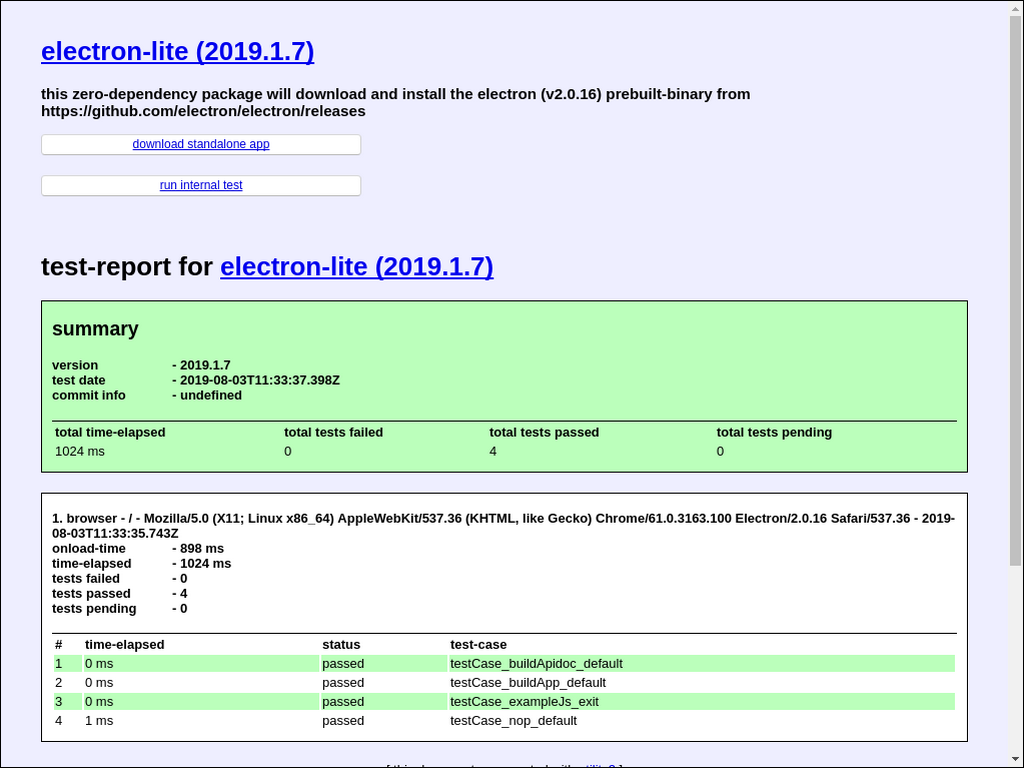 electron-lite (2019.1.7)
this zero-dependency package will download and install the electron (v2.0.16) prebuilt-binary from
https://github.com/electron/electron/releases
download standalone app
run internal test
test-report for electron-lite (2019.1.7)
summary
version - 2019.1.7
test date - 2019-08-03T11:33:37.398Z
commit info - undefined
total time-elapsed total tests failed total tests passed total tests pending
1024 ms 0 4 0
1. browser - / - Mozilla/5.0 (X11; Linux x86_64) AppleWebKit/537.36 (KHTML, like Gecko) Chrome/61.0.3163.100 Electron/2.0.16 Safari/537.36 - 2019-
08-03T11:33:35.743Z
onload-time - 898 ms
time-elapsed - 1024 ms
tests failed - 0
tests passed - 4
tests pending - 0
# time-elapsed status test-case
1 0 ms passed testCase_buildApidoc_default
2 0 ms passed testCase_buildApp_default
3 0 ms passed testCase_exampleJs_exit
4 1 ms passed testCase_nop_default